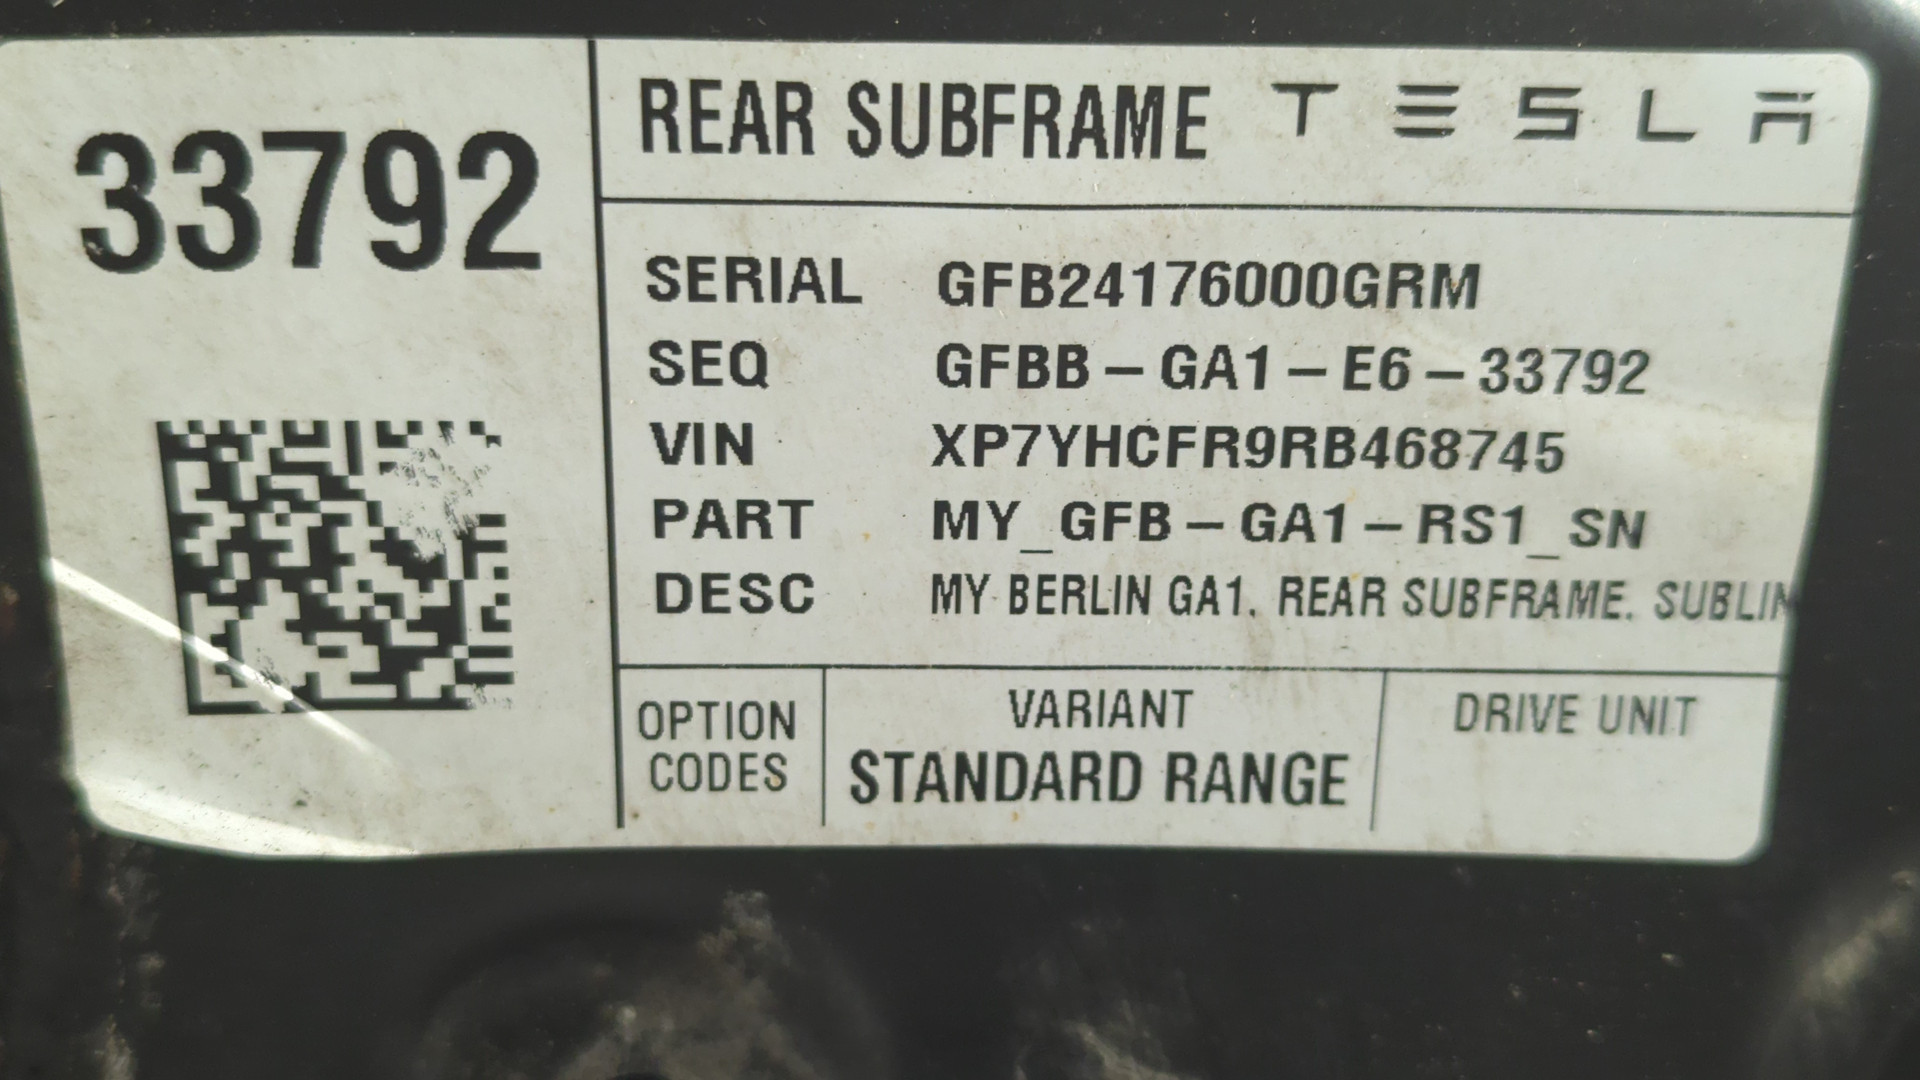 33792
REAR SUBFRAME TESLA
SERIAL GFB24176000GRM
SEQ GFBB-GA1-E6-33792
VIN XP7YHCFR9RB468745
PART MY_GFB-GA1-RS1_SN
DESC MY BERLIN GA1. REAR SUBFRAME. SUBLIN
OPTION CODES
VARIANT
STANDARD RANGE
DRIVE UNIT